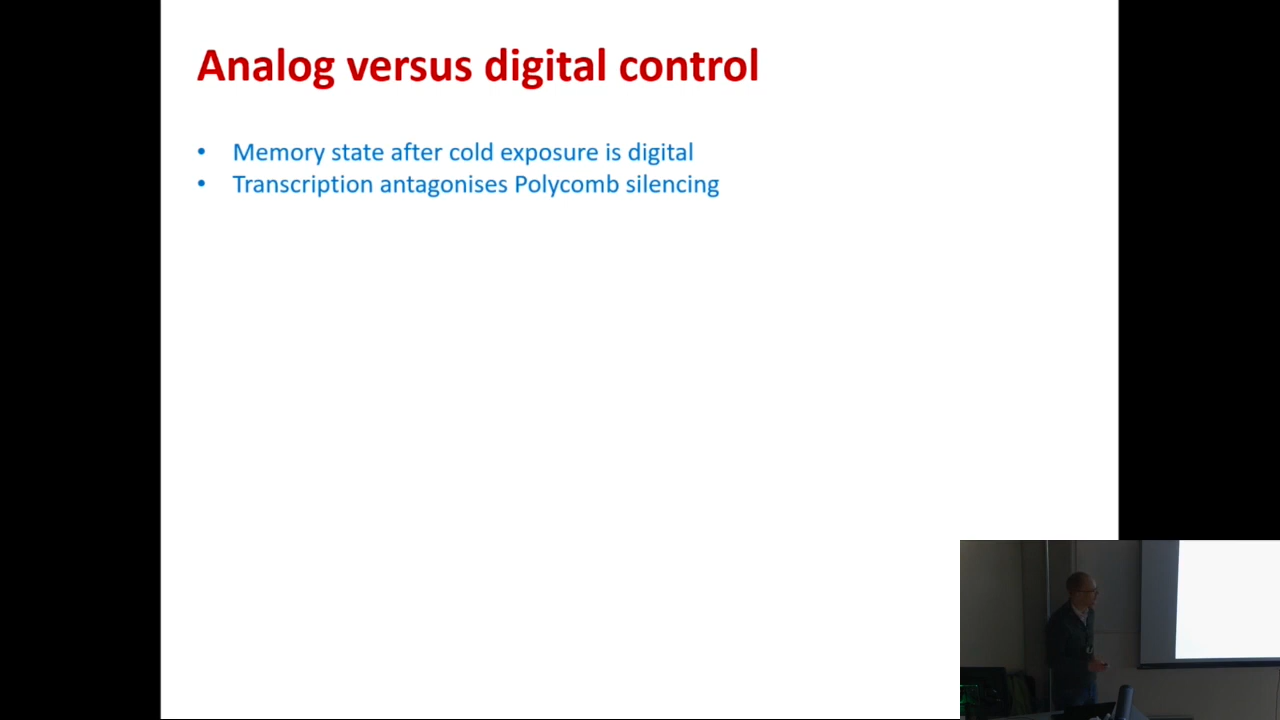 Analog versus digital control
• Memory state after cold exposure is digital
• Transcription antagonises Polycomb silencing